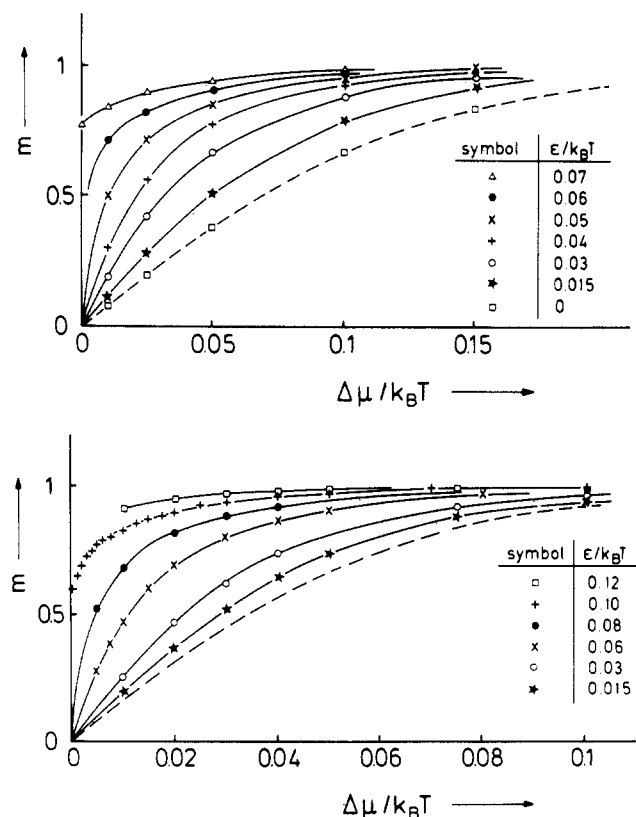 m
1
0.5
0
0 0.05 0.1 0.15
Δμ/k_BT
symbol ε/k_BT
△ 0.07
● 0.06
× 0.05
+ 0.04
○ 0.03
★ 0.015
□ 0
m
1
0.5
0
0 0.02 0.04 0.06 0.08 0.1
Δμ/k_BT
symbol ε/k_BT
□ 0.12
+ 0.10
● 0.08
× 0.06
○ 0.03
★ 0.015